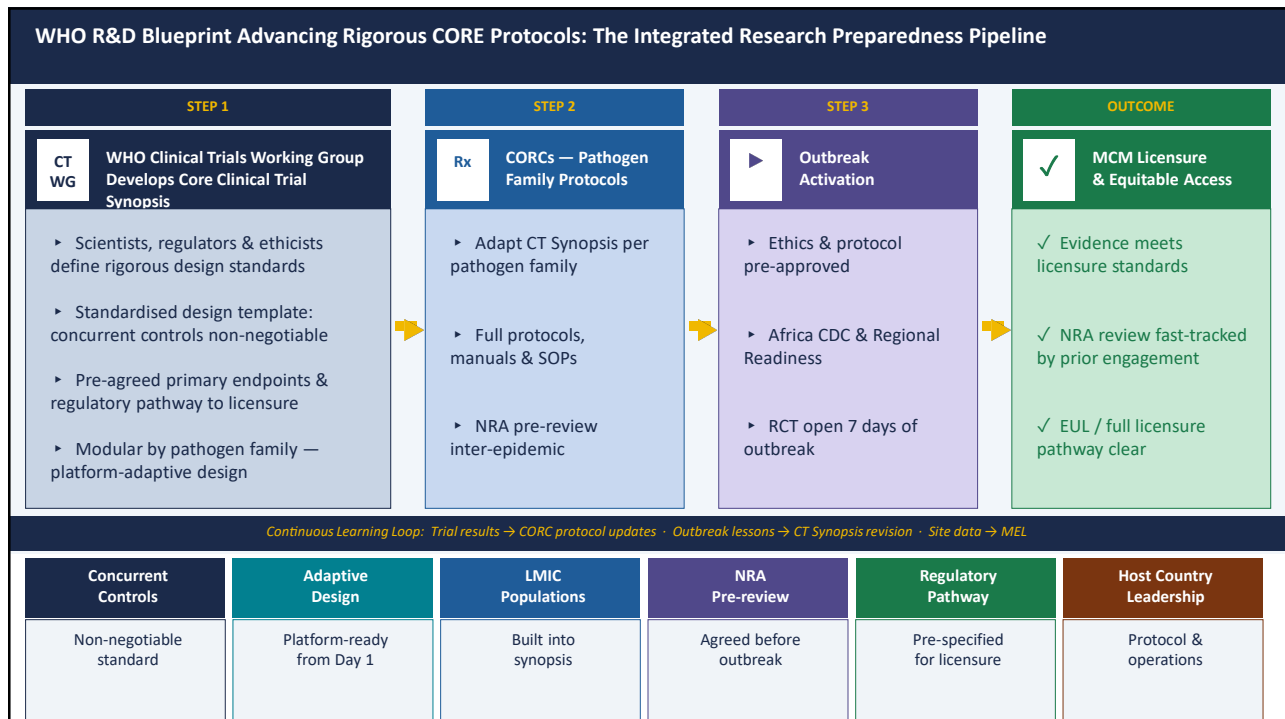 WHO R&D Blueprint Advancing Rigorous CORE Protocols: The Integrated Research Preparedness Pipeline
STEP 1
CT
WG
WHO Clinical Trials Working Group
Develops Core Clinical Trial
Synopsis
‣ Scientists, regulators & ethicists
define rigorous design standards
‣ Standardised design template:
concurrent controls non-negotiable
‣ Pre-agreed primary endpoints &
regulatory pathway to licensure
‣ Modular by pathogen family —
platform-adaptive design
STEP 2
Rx
CORCs — Pathogen
Family Protocols
‣ Adapt CT Synopsis per
pathogen family
‣ Full protocols,
manuals & SOPs
‣ NRA pre-review
inter-epidemic
STEP 3
▶
Outbreak
Activation
‣ Ethics & protocol
pre-approved
‣ Africa CDC & Regional
Readiness
‣ RCT open 7 days of
outbreak
OUTCOME
✓
MCM Licensure
& Equitable Access
✓ Evidence meets
licensure standards
✓ NRA review fast-tracked
by prior engagement
✓ EUL / full licensure
pathway clear
Continuous Learning Loop: Trial results → CORC protocol updates · Outbreak lessons → CT Synopsis revision · Site data → MEL
Concurrent
Controls
Non-negotiable
standard
Adaptive
Design
Platform-ready
from Day 1
LMIC
Populations
Built into
synopsis
NRA
Pre-review
Agreed before
outbreak
Regulatory
Pathway
Pre-specified
for licensure
Host Country
Leadership
Protocol &
operations